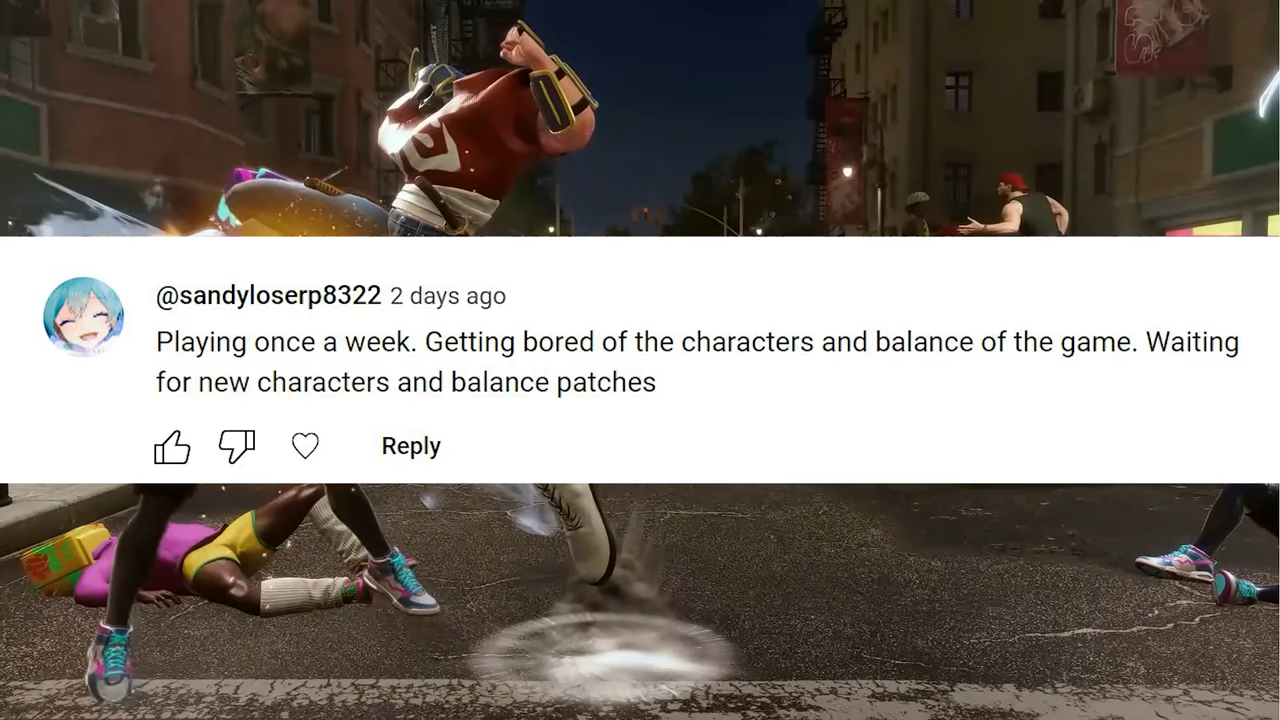 @sandyloserp8322 2 days ago
Playing once a week. Getting bored of the characters and balance of the game. Waiting
for new characters and balance patches
Reply